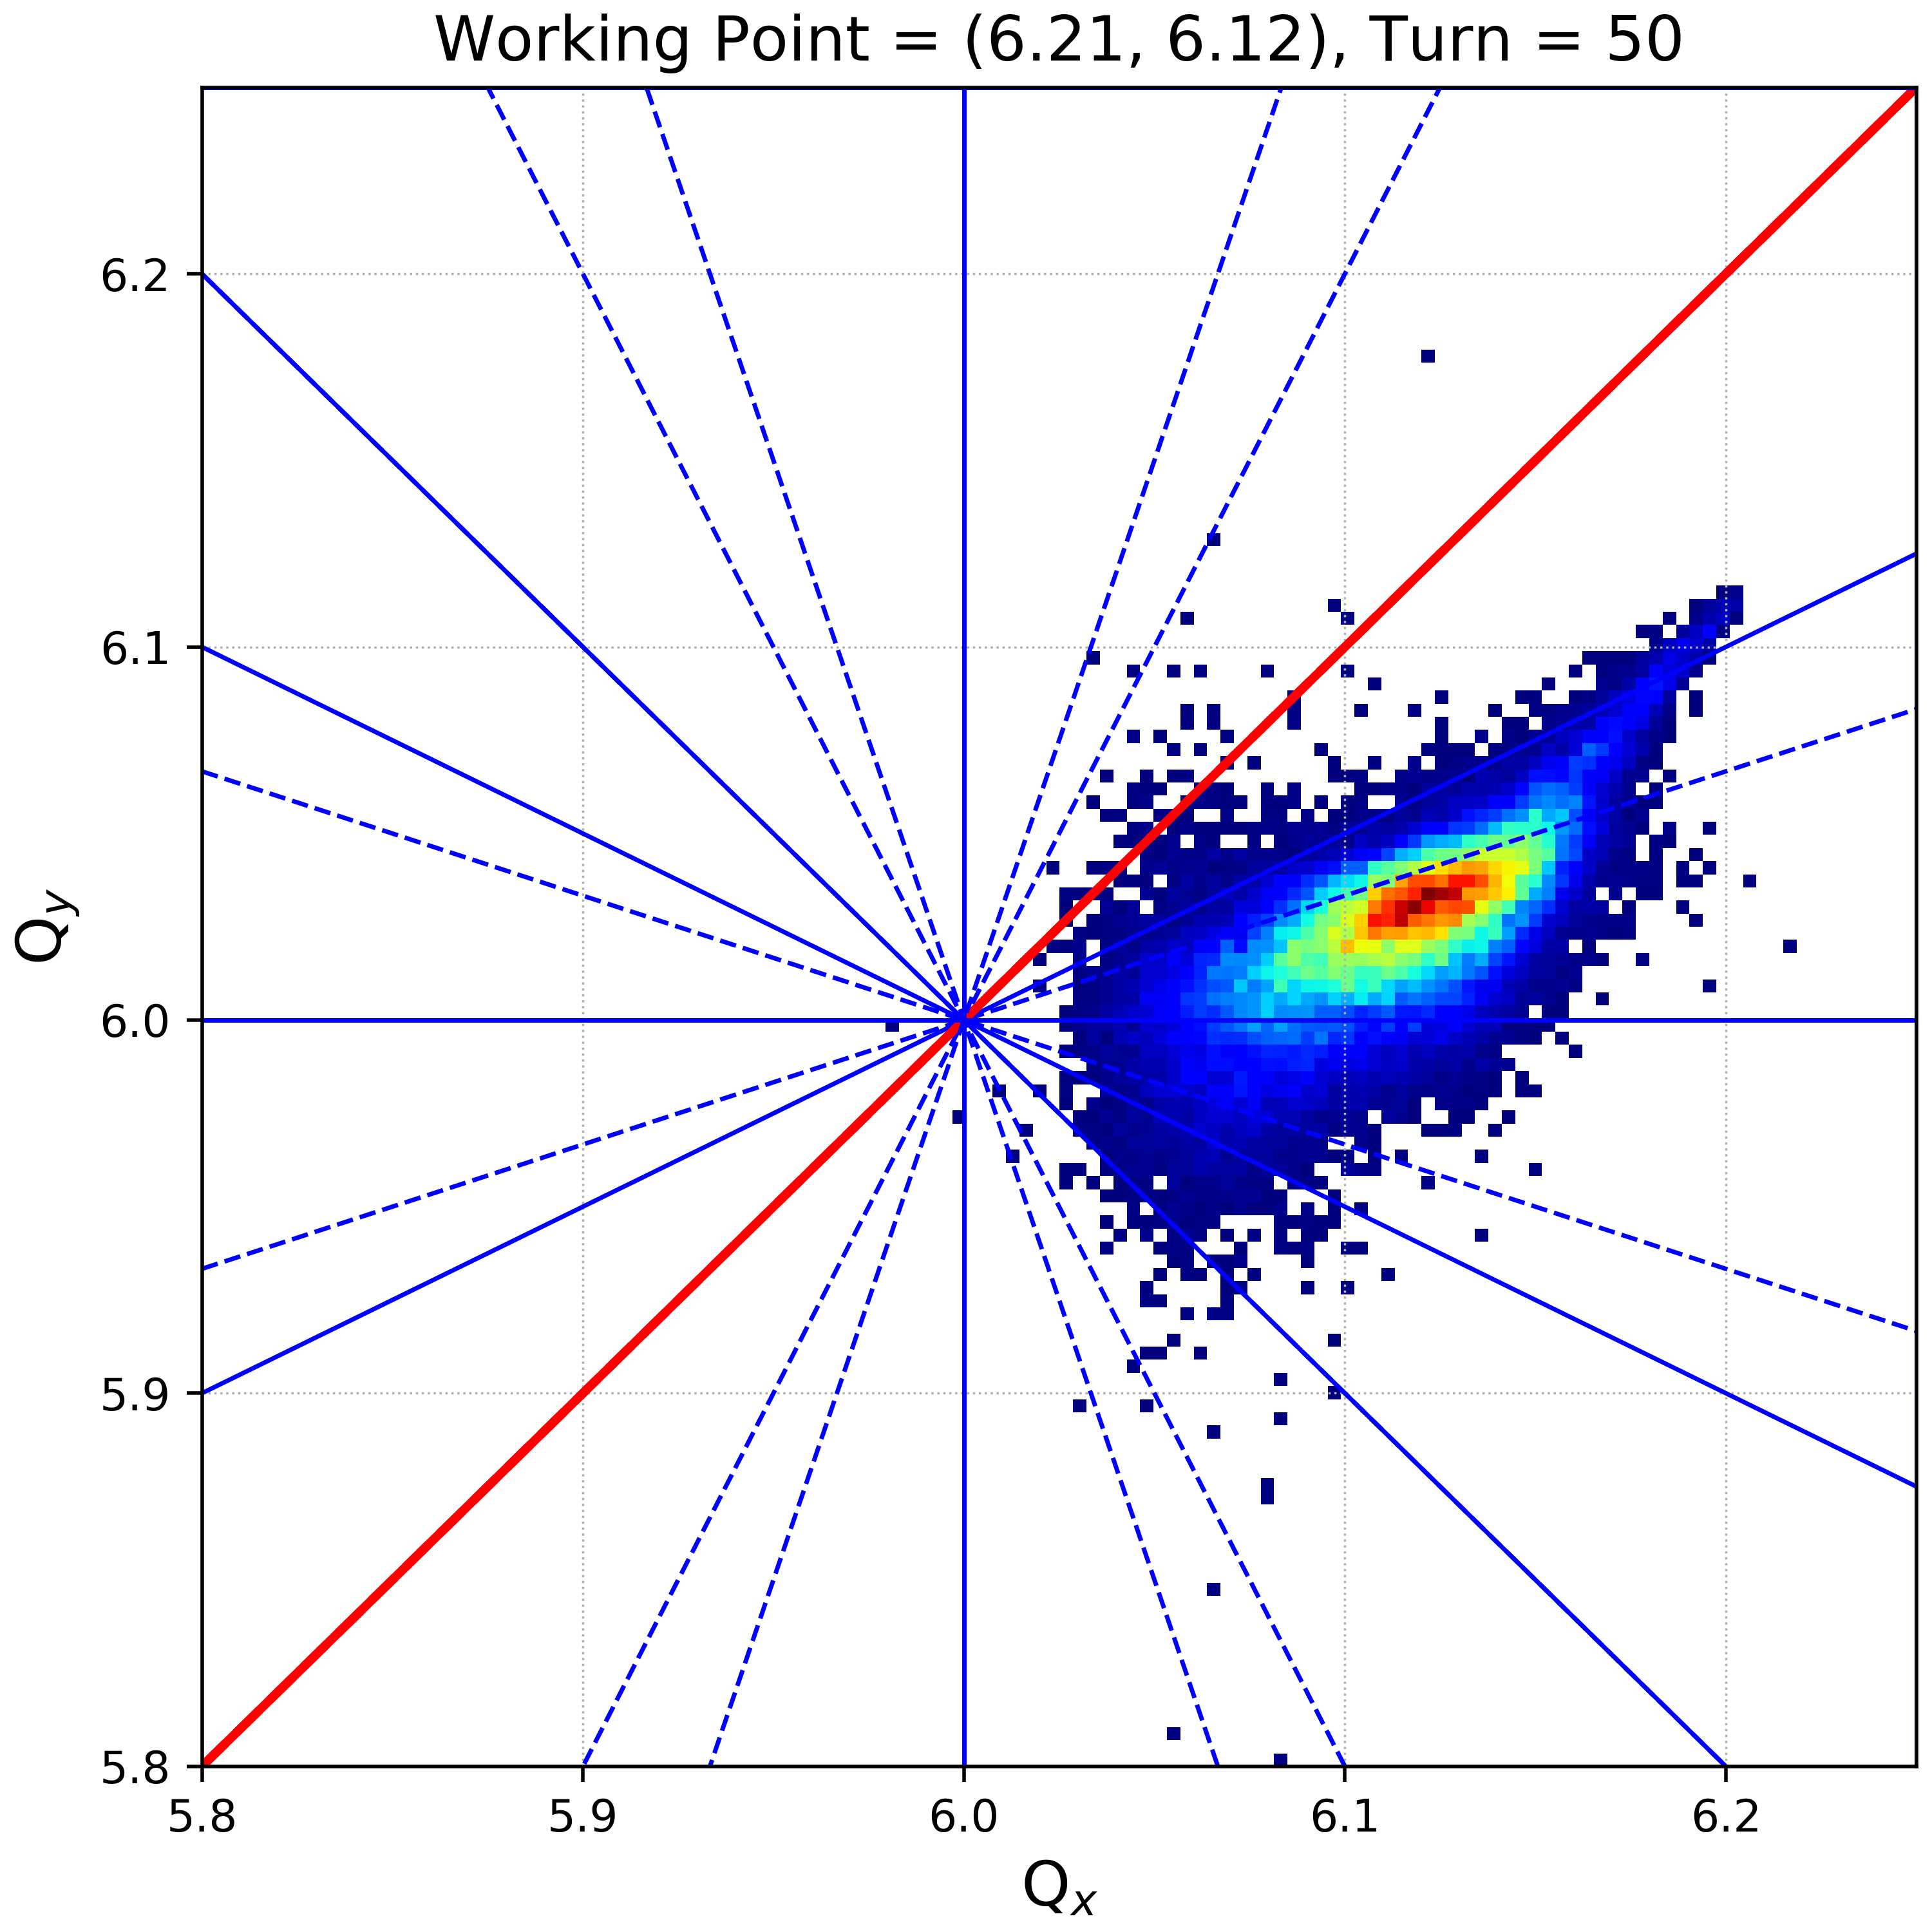 Working Point = (6.21, 6.12), Turn = 50
6.2
6.1
6.0
5.9
5.8
Qy
5.8 5.9 6.0 6.1 6.2
Qx